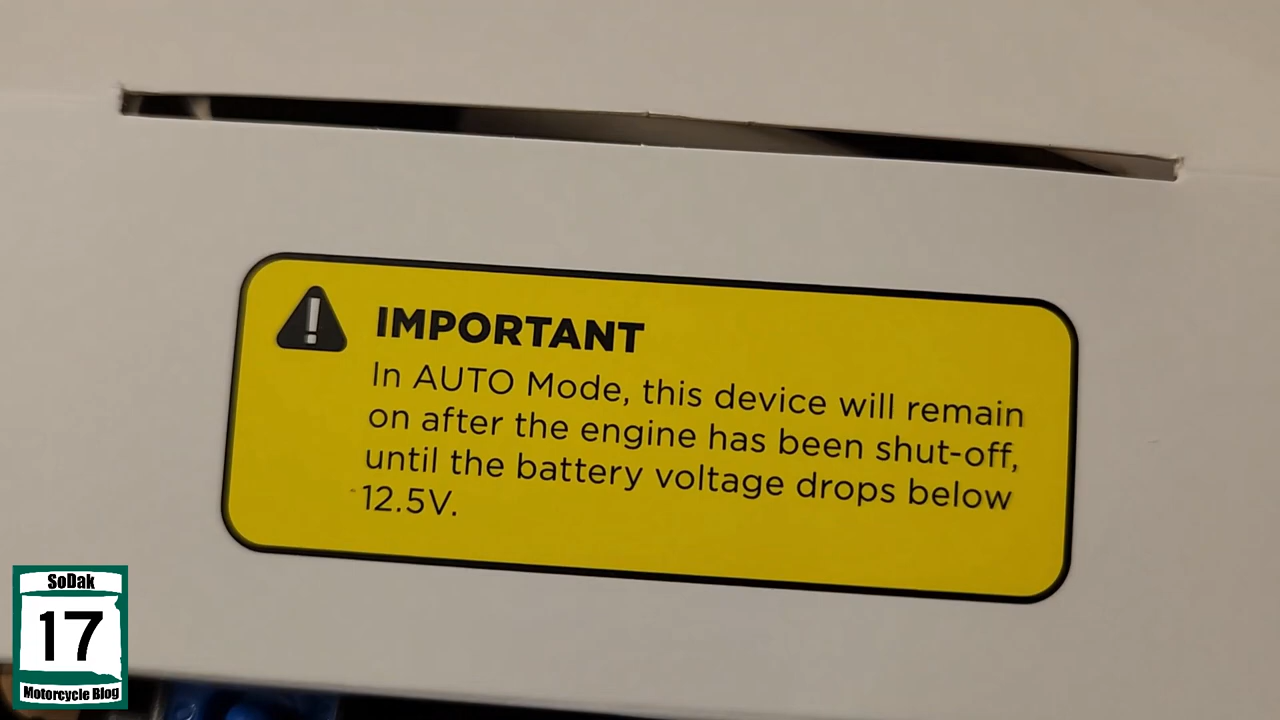 IMPORTANT
In AUTO Mode, this device will remain
on after the engine has been shut-off,
until the battery voltage drops below
12.5V.
SoDak
17
Motorcycle Blog